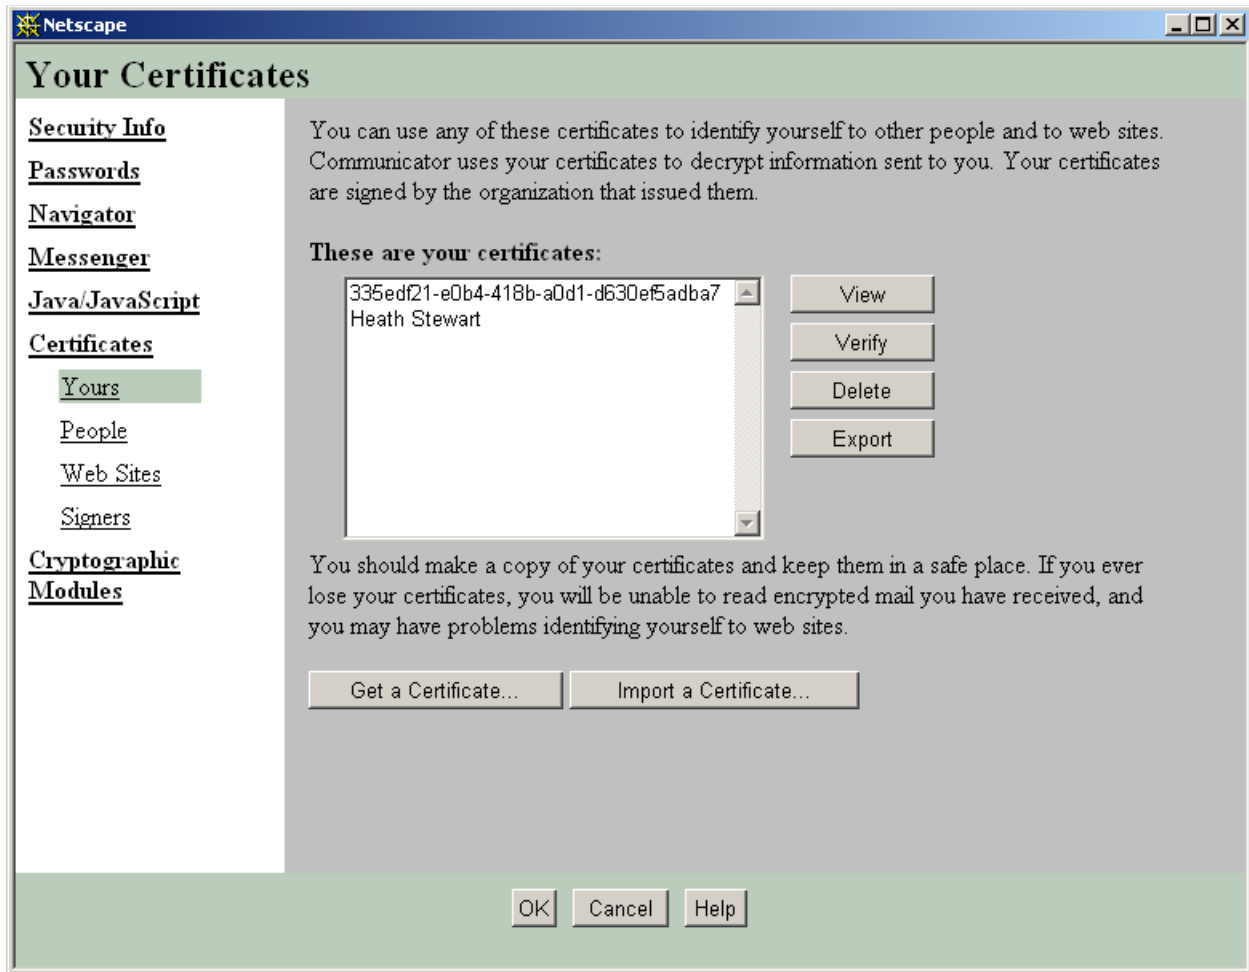 Netscape
Your Certificates
Security Info
Passwords
Navigator
Messenger
Java/JavaScript
Certificates
Yours
People
Web Sites
Signers
Cryptographic
Modules
You can use any of these certificates to identify yourself to other people and to web sites.
Communicator uses your certificates to decrypt information sent to you. Your certificates
are signed by the organization that issued them.
These are your certificates:
335edf21-e0b4-418b-a0d1-d630ef5adba7
Heath Stewart
View
Verify
Delete
Export
You should make a copy of your certificates and keep them in a safe place. If you ever
lose your certificates, you will be unable to read encrypted mail you have received, and
you may have problems identifying yourself to web sites.
Get a Certificate...
Import a Certificate...
OK
Cancel
Help